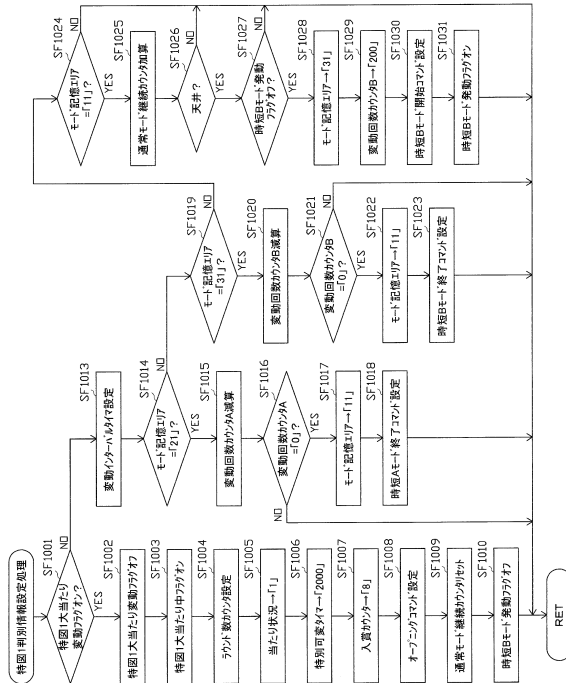 特図1判別情報設定処理
SF1001
特図1大当たり
変動フラグオン?
NO
YES
SF1002
特図1大当たり変動フラグオフ
SF1003
特図1大当たり中フラグオン
SF1004
ラウンド数カウンタ設定
SF1005
当たり状況→「1」
SF1006
特別可変タイマー→「2000」
SF1007
入賞カウンター→「8」
SF1008
オープニングコマンド設定
SF1009
通常モード継続カウンタリセット
SF1010
時短Bモード発動フラグオフ
RET
SF1013
変動インターバルタイマ設定
SF1014
モード記憶エリア
=「21」?
NO
YES
SF1015
変動回数カウンタA減算
SF1016
変動回数カウンタA
=「0」?
NO
YES
SF1017
モード記憶エリア→「11」
SF1018
時短Aモード終了コマンド設定
SF1019
モード記憶エリア
=「31」?
NO
YES
SF1020
変動回数カウンタB減算
SF1021
変動回数カウンタB
=「0」?
NO
YES
SF1022
モード記憶エリア→「11」
SF1023
時短Bモード終了コマンド設定
SF1024
モード記憶エリア
=「11」?
NO
YES
SF1025
通常モード継続カウンタ加算
SF1026
天井?
NO
YES
SF1027
時短Bモード発動
フラグオフ?
NO
YES
SF1028
モード記憶エリア→「31」
SF1029
変動回数カウンタB→「200」
SF1030
時短Bモード開始コマンド設定
SF1031
時短Bモード発動フラグオン